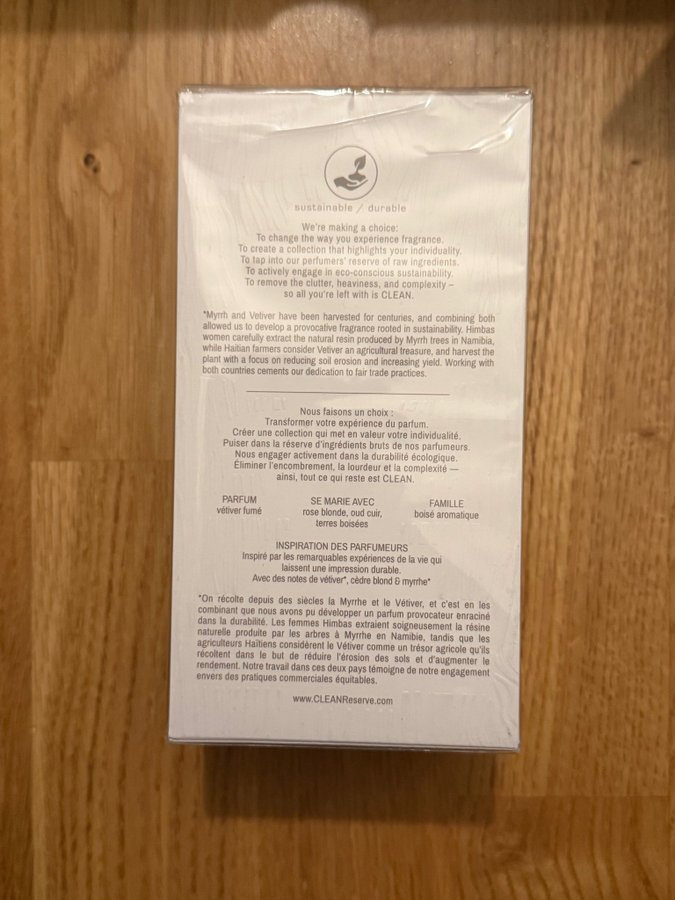 sustainable / durable
We're making a choice:
To change the way you experience fragrance.
To create a collection that highlights your individuality.
To tap into our perfumers' reserve of raw ingredients.
To actively engage in eco-conscious sustainability.
To remove the clutter, heaviness, and complexity –
so all you're left with is CLEAN.
*Myrrh and Vetiver have been harvested for centuries, and combining both
allowed us to develop a provocative fragrance rooted in sustainability. Himbas
women carefully extract the natural resin produced by Myrrh trees in Namibia,
while Haitian farmers consider Vetiver an agricultural treasure, and harvest the
plant with a focus on reducing soil erosion and increasing yield. Working with
both countries cements our dedication to fair trade practices.
Nous faisons un choix :
Transformer votre expérience du parfum.
Créer une collection qui met en valeur votre individualité.
Puiser dans la réserve d'ingrédients bruts de nos parfumeurs.
Nous engager activement dans la durabilité écologique.
Éliminer l'encombrement, la lourdeur et la complexité —
ainsi, tout ce qui reste est CLEAN.
PARFUM SE MARIE AVEC FAMILLE
vétiver fumé rose blonde, oud cuir, boisé aromatique
terres boisées
INSPIRATION DES PARFUMEURS
Inspiré par les remarquables expériences de la vie qui
laissent une impression durable.
Avec des notes de vétiver*, cèdre blond & myrrhe*
*On récolte depuis des siècles la Myrrhe et le Vétiver, et c'est en les
combinant que nous avons pu développer un parfum provocateur enraciné
dans la durabilité. Les femmes Himbas extraient soigneusement la résine
naturelle produite par les arbres à Myrrhe en Namibie, tandis que les
agriculteurs Haïtiens considèrent le Vétiver comme un trésor agricole qu'ils
récoltent dans le but de réduire l'érosion des sols et d'augmenter le
rendement. Notre travail dans ces deux pays témoigne de notre engagement
envers des pratiques commerciales équitables.
www.CLEANReserve.com